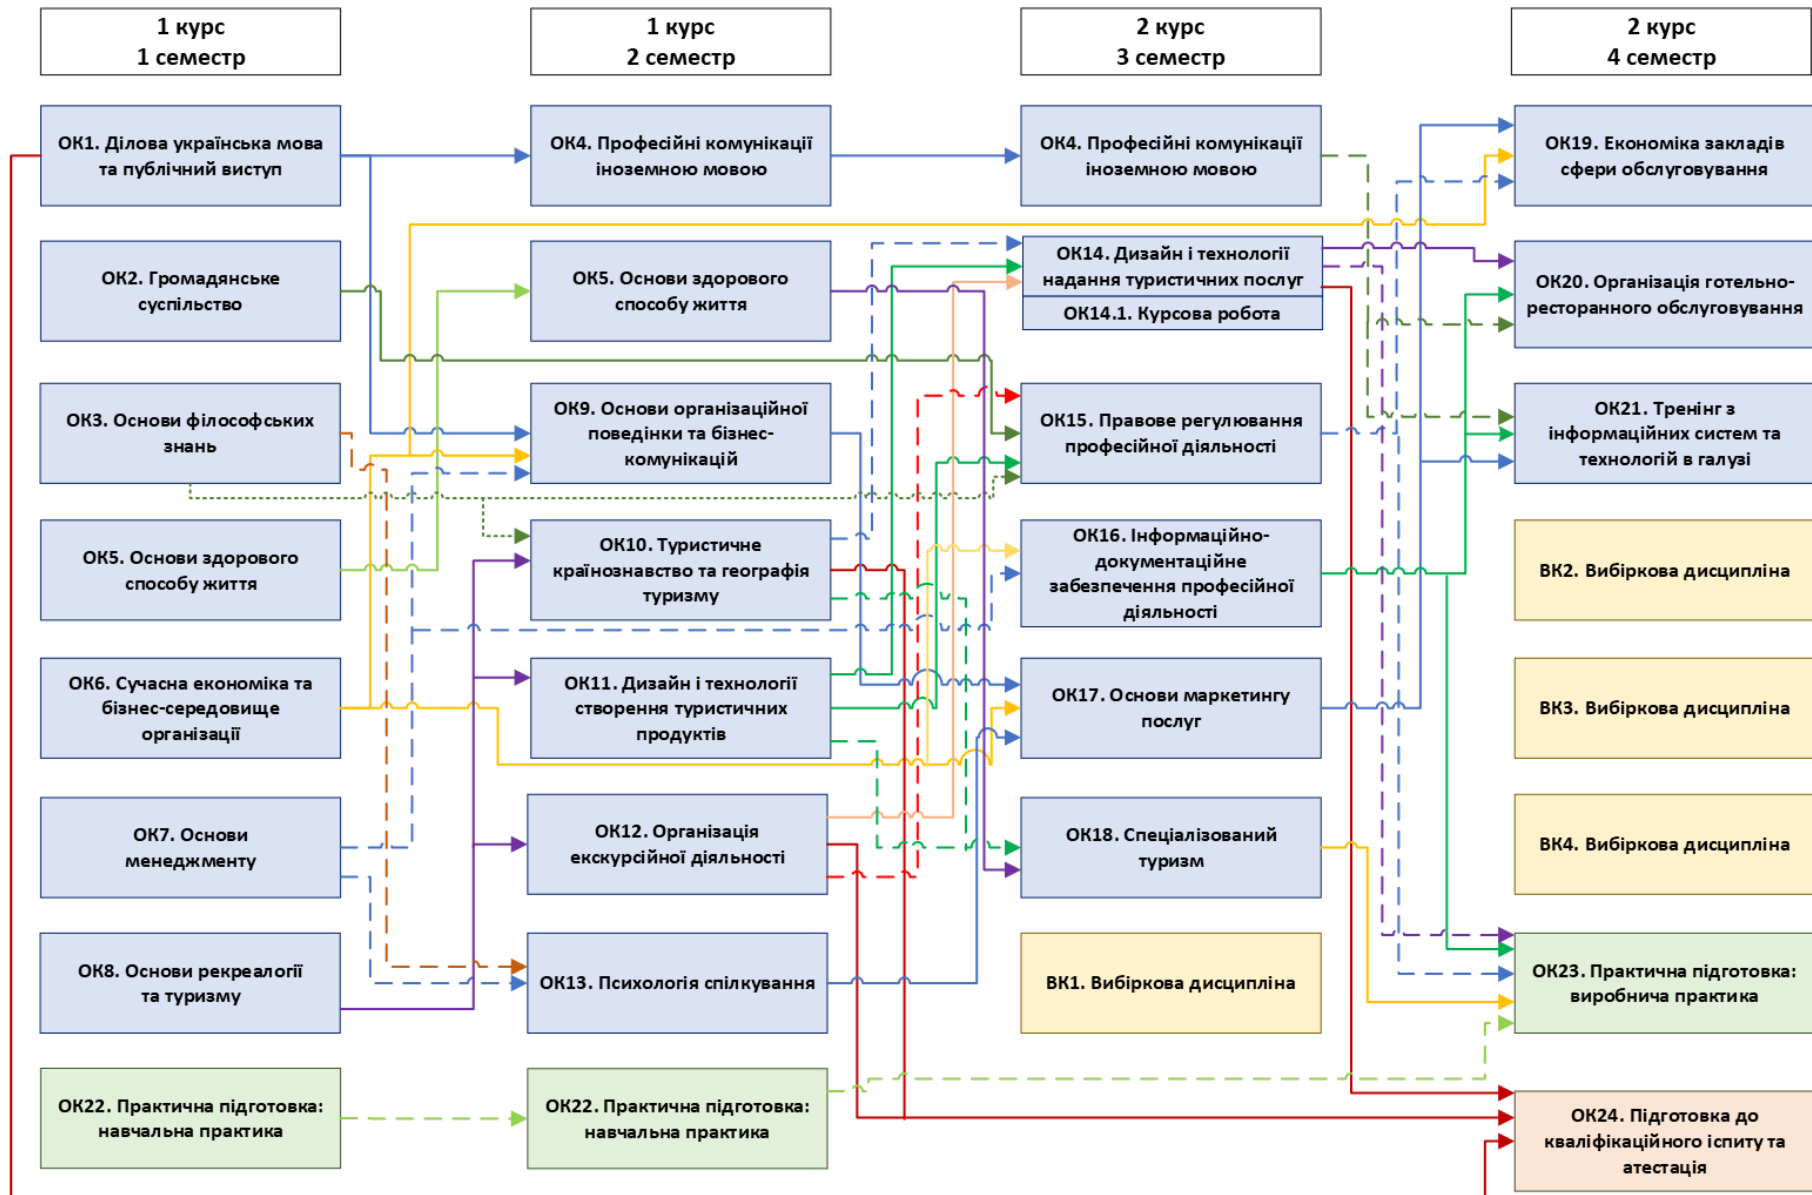 1 курс
1 семестр
1 курс
2 семестр
2 курс
3 семестр
2 курс
4 семестр
ОК1. Ділова українська мова
та публічний виступ
ОК4. Професійні комунікації
іноземною мовою
ОК4. Професійні комунікації
іноземною мовою
ОК19. Економіка закладів
сфери обслуговування
ОК2. Громадянське
суспільство
ОК5. Основи здорового
способу життя
ОК14. Дизайн і технології
надання туристичних послуг
ОК14.1. Курсова робота
ОК20. Організація готельно-
ресторанного обслуговування
ОК3. Основи філософських
знань
ОК9. Основи організаційної
поведінки та бізнес-
комунікацій
ОК15. Правове регулювання
професійної діяльності
ОК21. Тренінг з
інформаційних систем та
технологій в галузі
ОК5. Основи здорового
способу життя
ОК10. Туристичне
країнознавство та географія
туризму
ОК16. Інформаційно-
документаційне
забезпечення професійної
діяльності
ВК2. Вибіркова дисципліна
ОК6. Сучасна економіка та
бізнес-середовище
організації
ОК11. Дизайн і технології
створення туристичних
продуктів
ОК17. Основи маркетингу
послуг
ВК3. Вибіркова дисципліна
ОК7. Основи
менеджменту
ОК12. Організація
екскурсійної діяльності
ОК18. Спеціалізований
туризм
ВК4. Вибіркова дисципліна
ОК8. Основи рекреалогії
та туризму
ОК13. Психологія спілкування
ВК1. Вибіркова дисципліна
ОК23. Практична підготовка:
виробнича практика
ОК22. Практична підготовка:
навчальна практика
ОК22. Практична підготовка:
навчальна практика
ОК24. Підготовка до
кваліфікаційного іспиту та
атестація